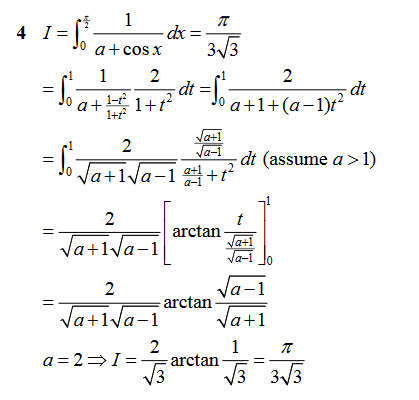 4 I = ∫₀^{π/2} 1/(a + cos x) dx = π/(3√3)
= ∫₀¹ 1/(a + (1−t²)/(1+t²)) 2/(1+t²) dt = ∫₀¹ 2/(a+1+(a−1)t²) dt
= ∫₀¹ 2/(√(a+1)√(a−1)) (√(a+1)/√(a−1))/((a+1)/(a−1) + t²) dt (assume a > 1)
= 2/(√(a+1)√(a−1)) [arctan t/(√(a+1)/√(a−1))]₀¹
= 2/(√(a+1)√(a−1)) arctan √(a−1)/√(a+1)
a = 2 ⇒ I = 2/√3 arctan 1/√3 = π/(3√3)